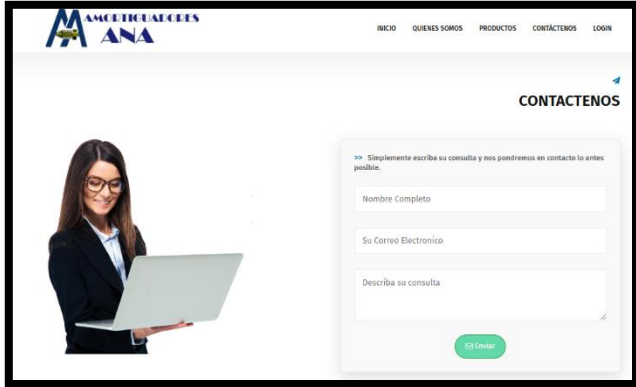 AMORTIGUADORES
ANA
INICIO QUIENES SOMOS PRODUCTOS CONTÁCTENOS LOGIN
CONTACTENOS
>> Simplemente escriba su consulta y nos pondremos en contacto lo antes
posible.
Nombre Completo
Su Correo Electronico
Describa su consulta
Enviar